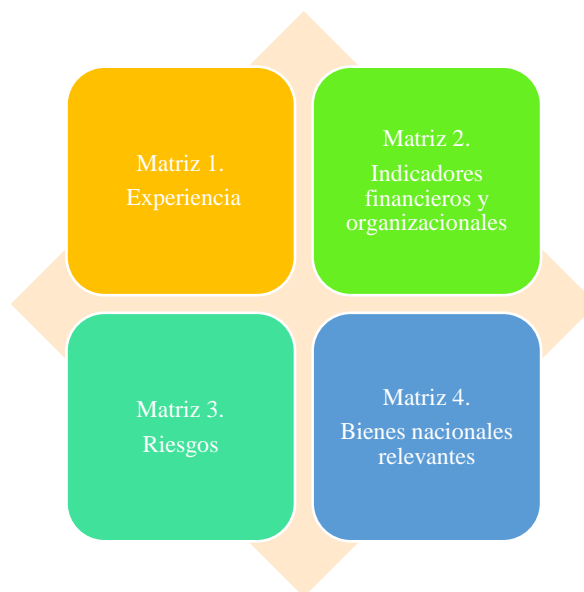 Matriz 1.
Experiencia
Matriz 2.
Indicadores
financieros y
organizacionales
Matriz 3.
Riesgos
Matriz 4.
Bienes nacionales
relevantes